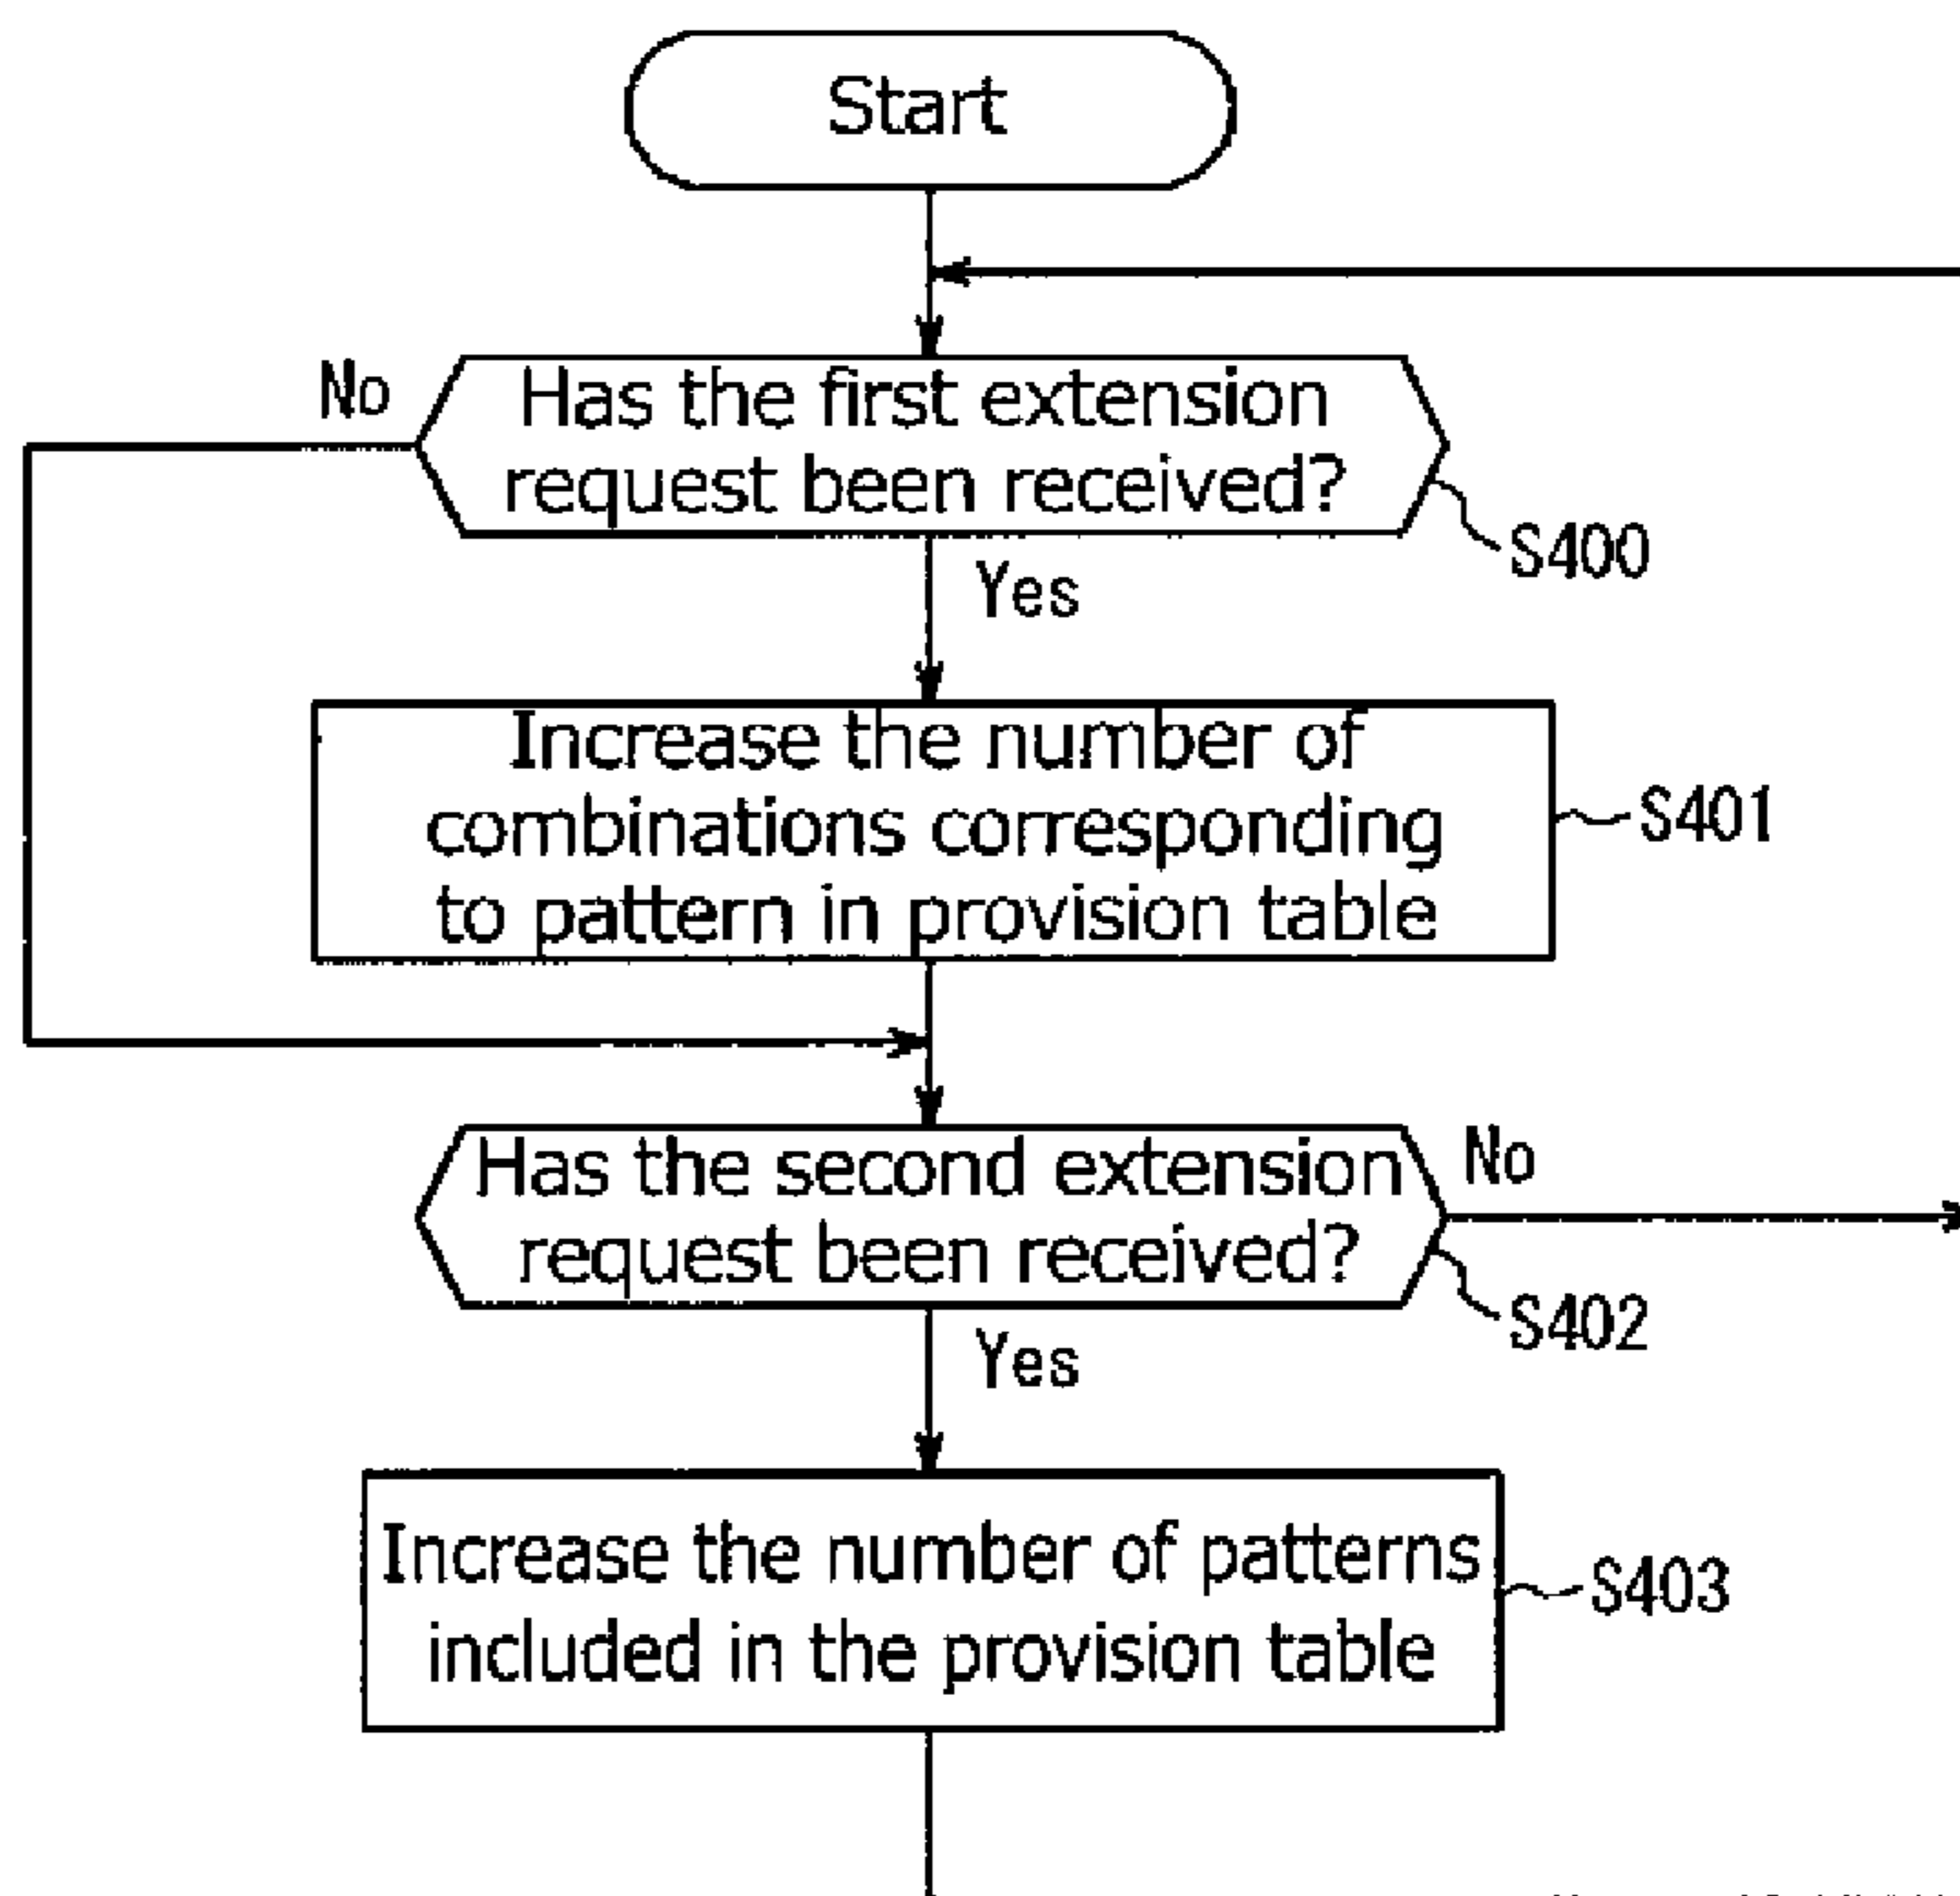 Start
No
Has the first extension
request been received?
S400
Yes
Increase the number of
combinations corresponding
to pattern in provision table
S401
Has the second extension
request been received?
No
S402
Yes
Increase the number of patterns
included in the provision table
S403